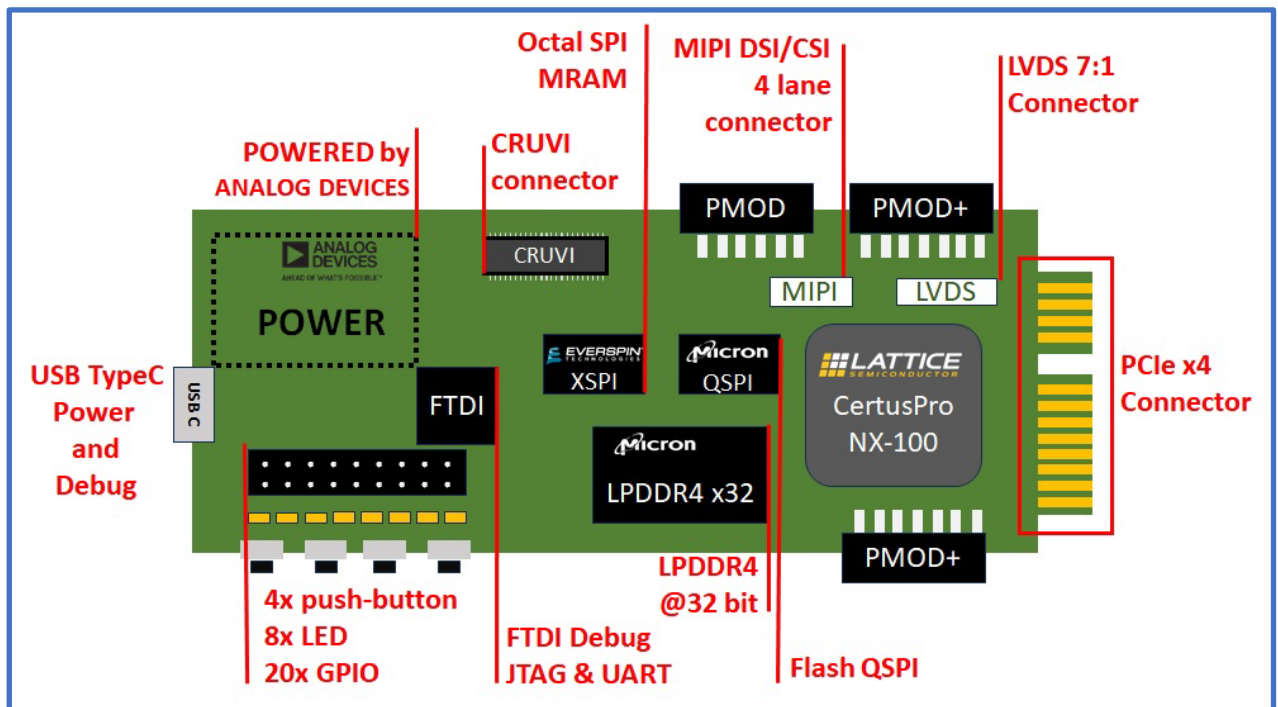 Octal SPI
MRAM
MIPI DSI/CSI
4 lane
connector
LVDS 7:1
Connector
POWERED by
ANALOG DEVICES
CRUVI
connector
PMOD
PMOD+
ANALOG
DEVICES
AHEAD OF WHAT'S POSSIBLE™
POWER
CRUVI
MIPI
LVDS
USB TypeC
Power
and
Debug
USB C
FTDI
EVERSPIN
TECHNOLOGIES
XSPI
Micron
QSPI
LATTICE
SEMICONDUCTOR
CertusPro
NX-100
PCIe x4
Connector
Micron
LPDDR4 x32
PMOD+
LPDDR4
@32 bit
4x push-button
8x LED
20x GPIO
FTDI Debug
JTAG & UART
Flash QSPI